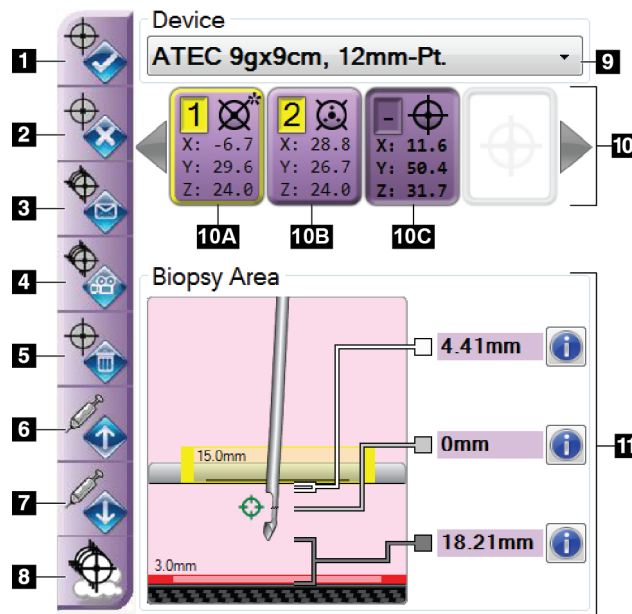 Device
ATEC 9gx9cm, 12mm-Pt.
1
2
3
4
5
6
7
8
9
10
1 *
X: -6.7
Y: 29.6
Z: 24.0
2
X: 28.8
Y: 26.7
Z: 24.0
-
X: 11.6
Y: 50.4
Z: 31.7
10A
10B
10C
Biopsy Area
15.0mm
3.0mm
4.41mm
i
0mm
i
18.21mm
i
11